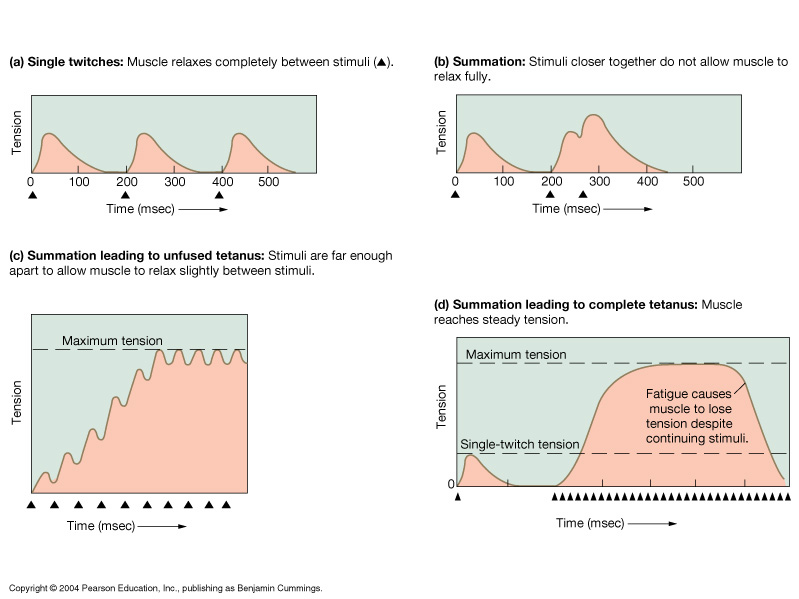 (a) Single twitches: Muscle relaxes completely between stimuli (▲).
Tension
0 100 200 300 400 500
Time (msec)
(b) Summation: Stimuli closer together do not allow muscle to
relax fully.
Tension
0 100 200 300 400 500
Time (msec)
(c) Summation leading to unfused tetanus: Stimuli are far enough
apart to allow muscle to relax slightly between stimuli.
Maximum tension
Tension
Time (msec)
(d) Summation leading to complete tetanus: Muscle
reaches steady tension.
Maximum tension
Fatigue causes
muscle to lose
tension despite
continuing stimuli.
Single-twitch tension
Tension
0
Time (msec)
Copyright © 2004 Pearson Education, Inc., publishing as Benjamin Cummings.